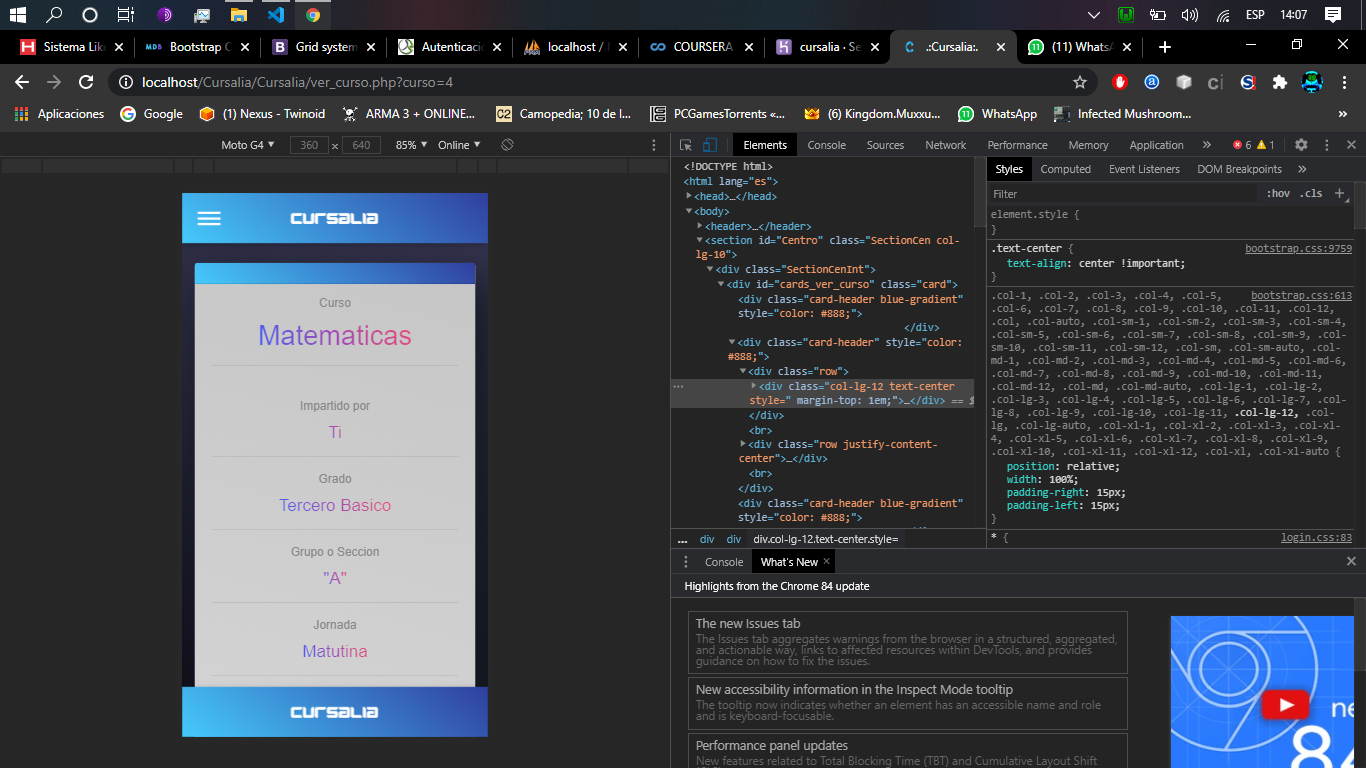 ESP 14:07
Sistema Lik
Bootstrap C
Grid system
Autenticaci
localhost / 
COURSERA
cursalia · Se
.:Cursalia:.
(11) WhatsA
localhost/Cursalia/Cursalia/ver_curso.php?curso=4
Aplicaciones
Google
(1) Nexus - Twinoid
ARMA 3 + ONLINE...
Camopedia; 10 de l...
PCGamesTorrents «...
(6) Kingdom.Muxxu...
WhatsApp
Infected Mushroom...
»
Moto G4 ▼ 360 × 640 85% ▼ Online ▼
Elements Console Sources Network Performance Memory Application » 6 1
CURSALIA
Curso
Matematicas
Impartido por
Ti
Grado
Tercero Basico
Grupo o Seccion
"A"
Jornada
Matutina
CURSALIA
<!DOCTYPE html>
<html lang="es">
<head>…</head>
<body>
<header>…</header>
<section id="Centro" class="SectionCen col-
lg-10">
<div class="SectionCenInt">
<div id="cards_ver_curso" class="card">
<div class="card-header blue-gradient"
style="color: #888;">
</div>
<div class="card-header" style="color:
#888;">
<div class="row">
<div class="col-lg-12 text-center
style=" margin-top: 1em;">…</div> ==
</div>
<br>
<div class="row justify-content-
center">…</div>
<br>
</div>
<div class="card-header blue-gradient"
style="color: #888;">
... div div div.col-lg-12.text-center.style=
Styles Computed Event Listeners DOM Breakpoints »
Filter :hov .cls +
element.style {
}
.text-center { bootstrap.css:9759
text-align: center !important;
}
.col-1, .col-2, .col-3, .col-4, .col-5, bootstrap.css:613
.col-6, .col-7, .col-8, .col-9, .col-10, .col-11, .col-12,
.col, .col-auto, .col-sm-1, .col-sm-2, .col-sm-3, .col-sm-4,
.col-sm-5, .col-sm-6, .col-sm-7, .col-sm-8, .col-sm-9, .col-
sm-10, .col-sm-11, .col-sm-12, .col-sm, .col-sm-auto, .col-
md-1, .col-md-2, .col-md-3, .col-md-4, .col-md-5, .col-md-6,
.col-md-7, .col-md-8, .col-md-9, .col-md-10, .col-md-11,
.col-md-12, .col-md, .col-md-auto, .col-lg-1, .col-lg-2,
.col-lg-3, .col-lg-4, .col-lg-5, .col-lg-6, .col-lg-7, .col-
lg-8, .col-lg-9, .col-lg-10, .col-lg-11, .col-lg-12, .col-
lg, .col-lg-auto, .col-xl-1, .col-xl-2, .col-xl-3, .col-xl-
4, .col-xl-5, .col-xl-6, .col-xl-7, .col-xl-8, .col-xl-9,
.col-xl-10, .col-xl-11, .col-xl-12, .col-xl, .col-xl-auto {
position: relative;
width: 100%;
padding-right: 15px;
padding-left: 15px;
}
* { login.css:83
Console What's New
Highlights from the Chrome 84 update
The new Issues tab
The Issues tab aggregates warnings from the browser in a structured, aggregated,
and actionable way, links to affected resources within DevTools, and provides
guidance on how to fix the issues.
New accessibility information in the Inspect Mode tooltip
The tooltip now indicates whether an element has an accessible name and role
and is keyboard-focusable.
Performance panel updates
New features related to Total Blocking Time (TBT) and Cumulative Layout Shift
ne
84